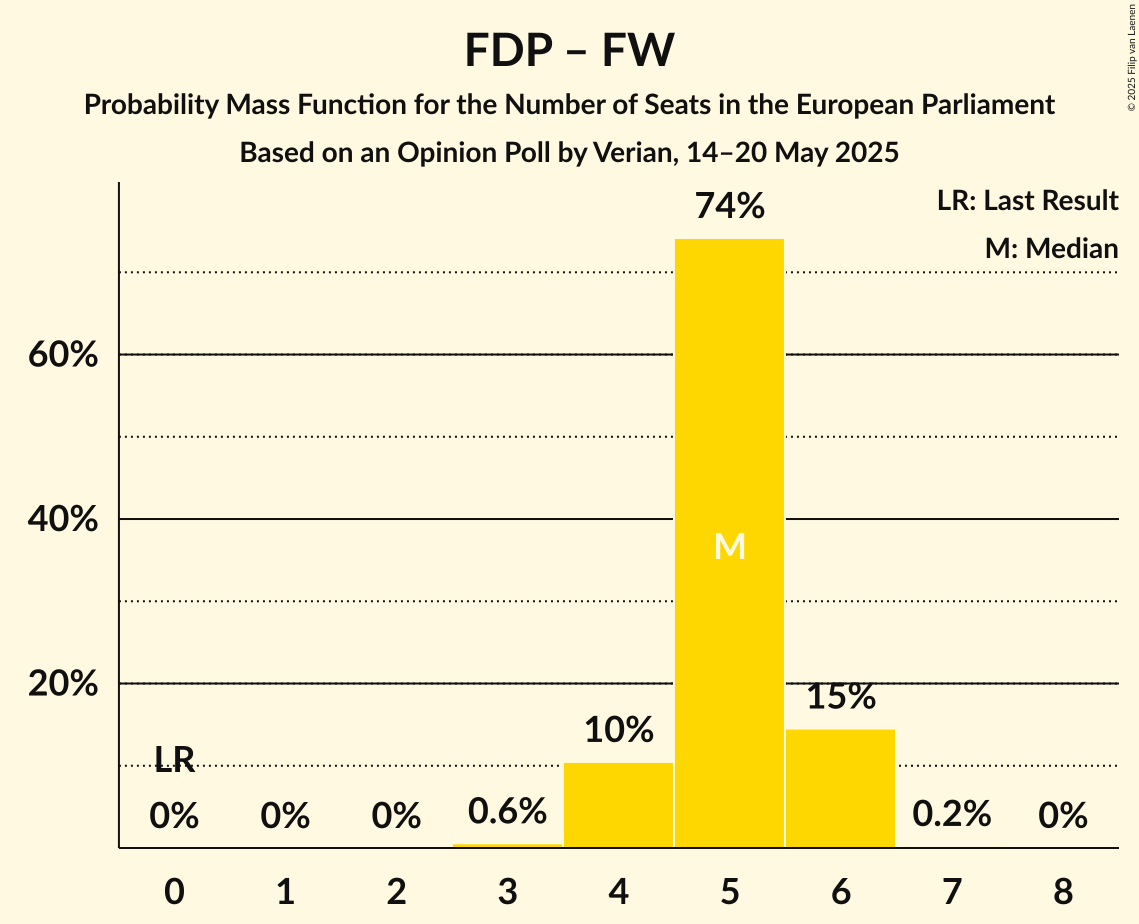 FDP – FW
Probability Mass Function for the Number of Seats in the European Parliament
Based on an Opinion Poll by Verian, 14–20 May 2025
© 2025 Filip van Laenen
LR: Last Result
M: Median
74%
60%
40%
M
20%
15%
10%
LR
0% 0% 0% 0.6% 0.2% 0%
0 1 2 3 4 5 6 7 8